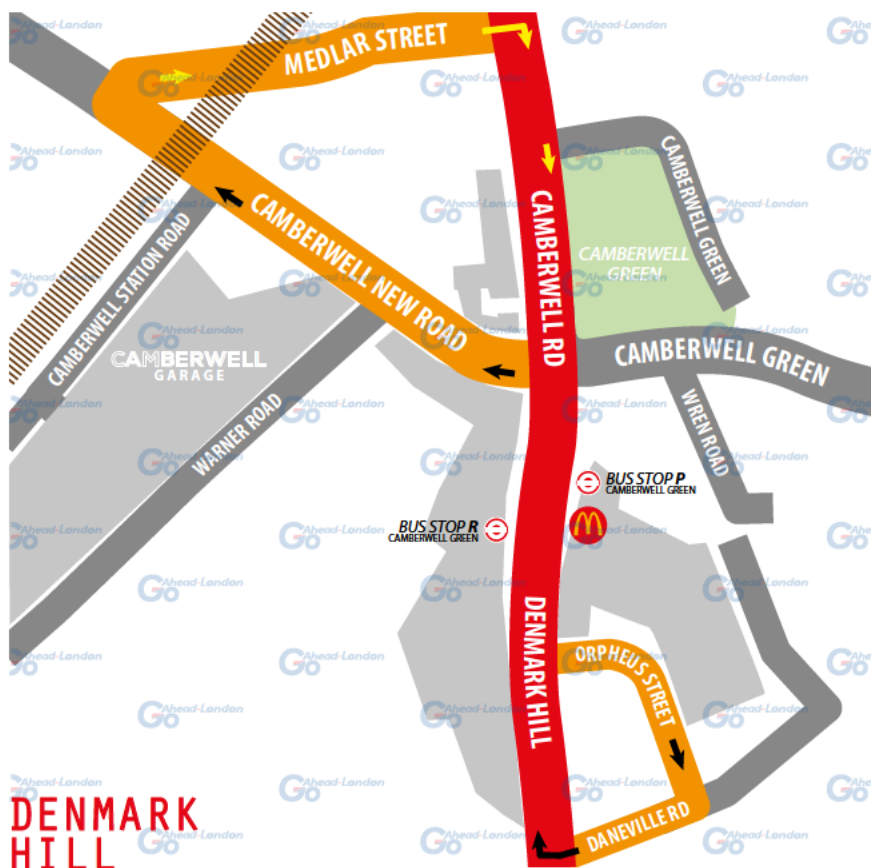 MEDLAR STREET
CAMBERWELL NEW ROAD
CAMBERWELL RD
CAMBERWELL GREEN
CAMBERWELL
GREEN
CAMBERWELL GREEN
CAMBERWELL STATION ROAD
CAMBERWELL
GARAGE
WARNER ROAD
WREN ROAD
BUS STOP P
CAMBERWELL GREEN
BUS STOP R
CAMBERWELL GREEN
DENMARK HILL
ORPHEUS STREET
DANEVILLE RD
DENMARK
HILL
Go Ahead-London